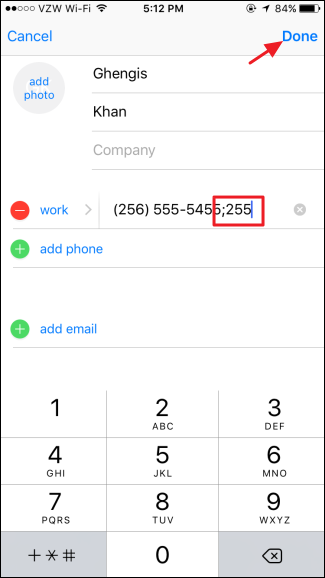 VZW Wi-Fi 5:12 PM 84%
Cancel Done
add
photo
Ghengis
Khan
Company
work (256) 555-5455;255
add phone
add email
1 2 3
ABC DEF
4 5 6
GHI JKL MNO
7 8 9
PQRS TUV WXYZ
+*# 0